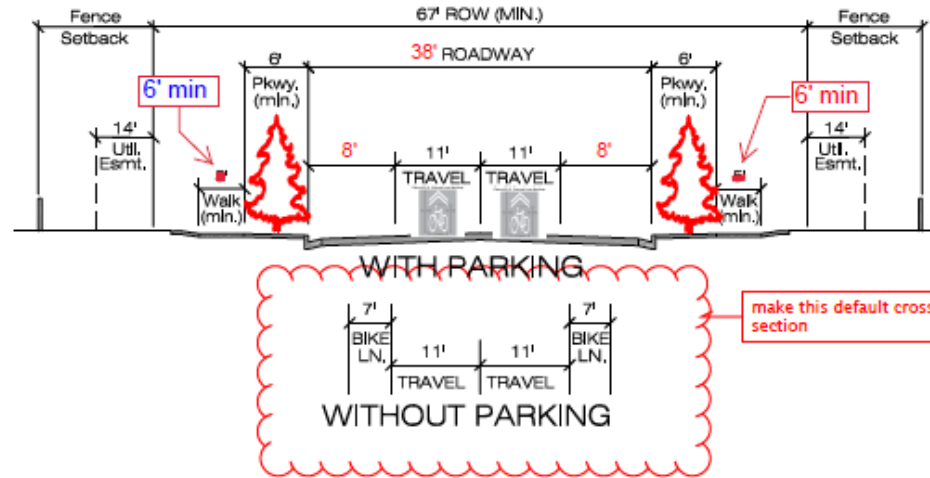 Fence
Setback
67' ROW (MIN.)
Fence
Setback
38' ROADWAY
6'
Pkwy.
(min.)
6'
Pkwy.
(min.)
6' min
6' min
14'
Util.
Esmt.
14'
Util.
Esmt.
8'
11'
11'
8'
TRAVEL
TRAVEL
Walk
(min.)
Walk
(min.)
WITH PARKING
make this default cross
section
7'
BIKE
LN.
7'
BIKE
LN.
11'
11'
TRAVEL
TRAVEL
WITHOUT PARKING